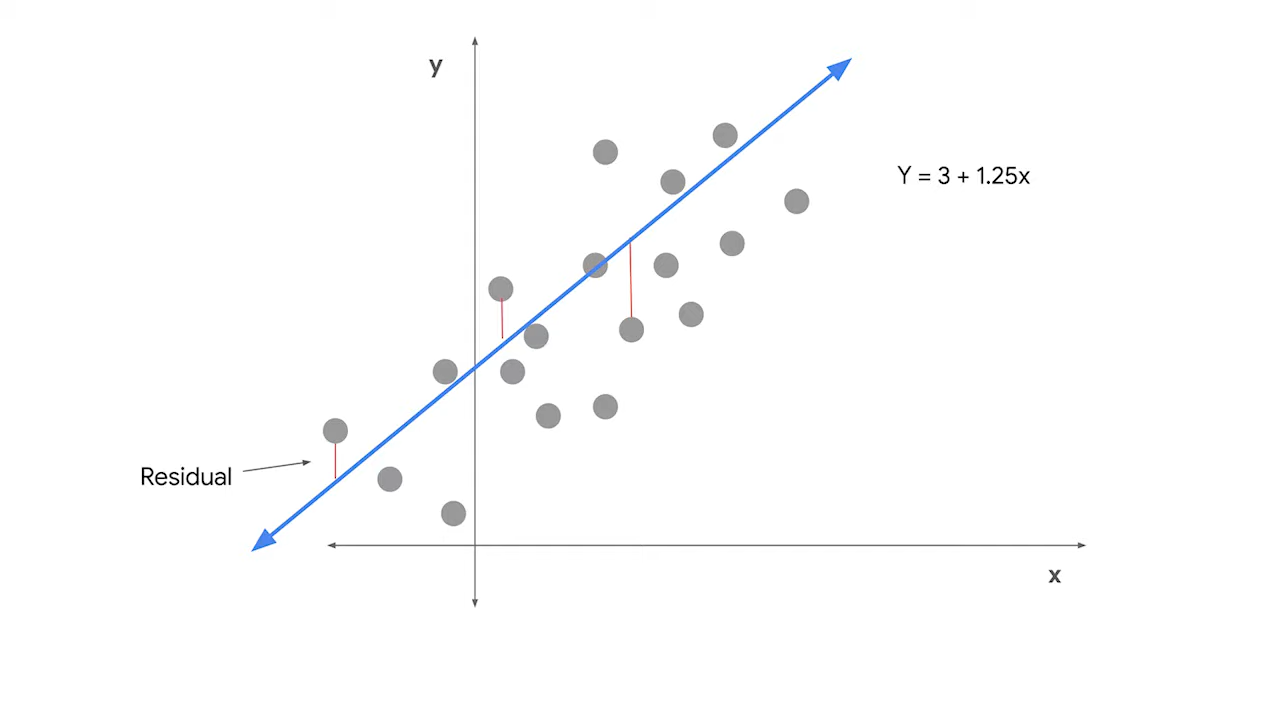 y
Y = 3 + 1.25x
Residual
x